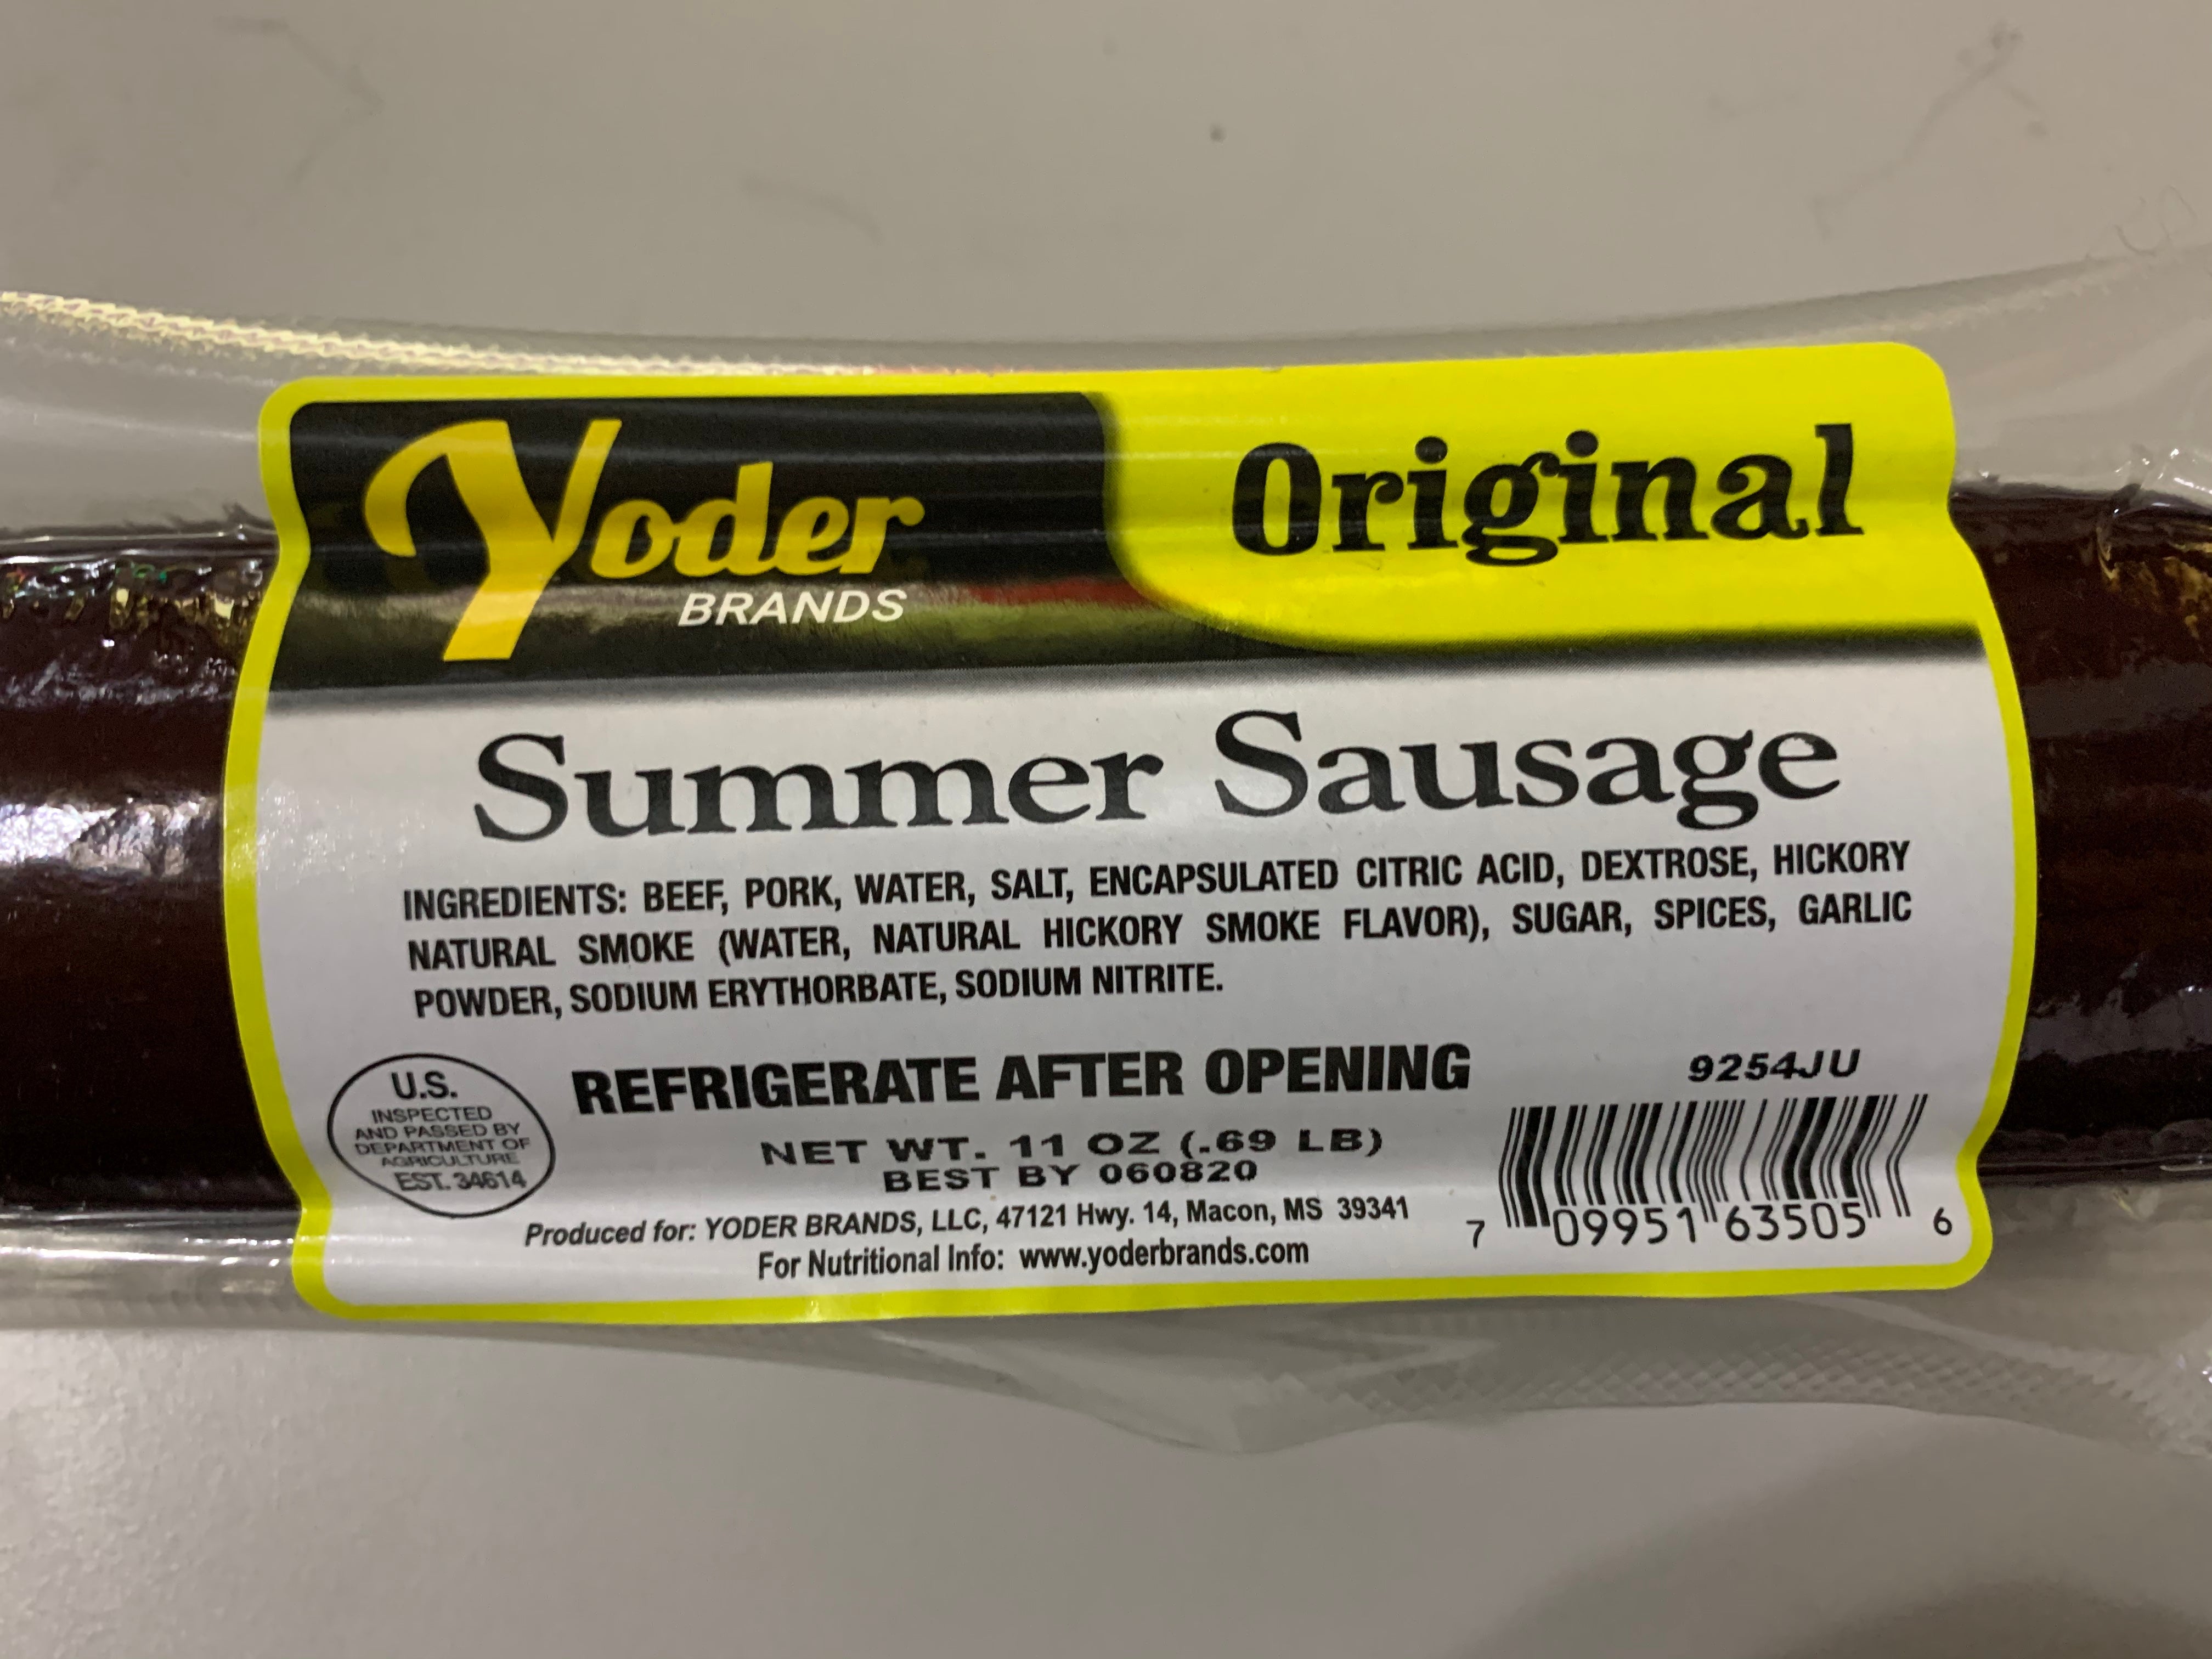 Yoder
BRANDS
Original
Summer Sausage
INGREDIENTS: BEEF, PORK, WATER, SALT, ENCAPSULATED CITRIC ACID, DEXTROSE, HICKORY
NATURAL SMOKE (WATER, NATURAL HICKORY SMOKE FLAVOR), SUGAR, SPICES, GARLIC
POWDER, SODIUM ERYTHORBATE, SODIUM NITRITE.
U.S.
INSPECTED
AND PASSED BY
DEPARTMENT OF
AGRICULTURE
EST. 34614
REFRIGERATE AFTER OPENING
NET WT. 11 OZ (.69 LB)
BEST BY 060820
Produced for: YODER BRANDS, LLC, 47121 Hwy. 14, Macon, MS 39341
For Nutritional Info: www.yoderbrands.com
9254JU
7 09951 63505 6